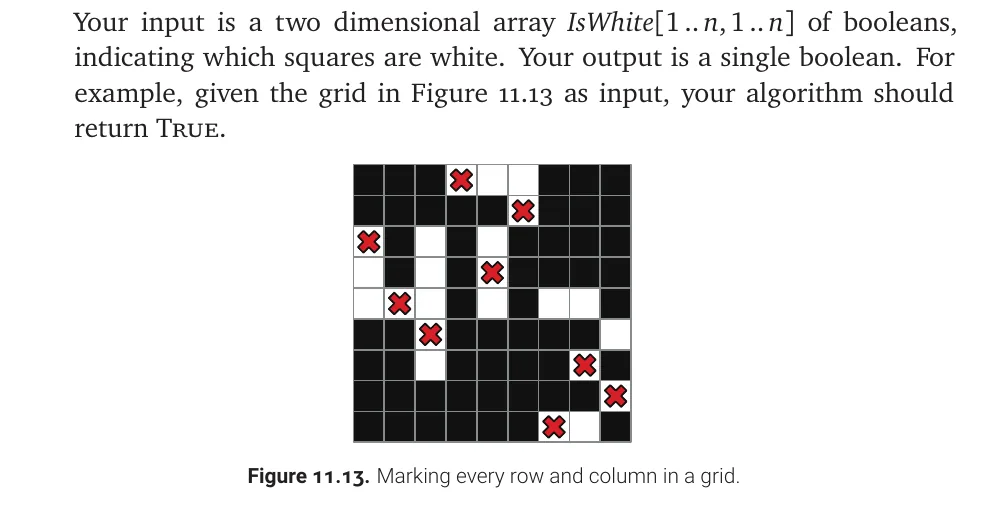 Your input is a two dimensional array IsWhite[1 .. n, 1 .. n] of booleans,
indicating which squares are white. Your output is a single boolean. For
example, given the grid in Figure 11.13 as input, your algorithm should
return TRUE.
Figure 11.13. Marking every row and column in a grid.